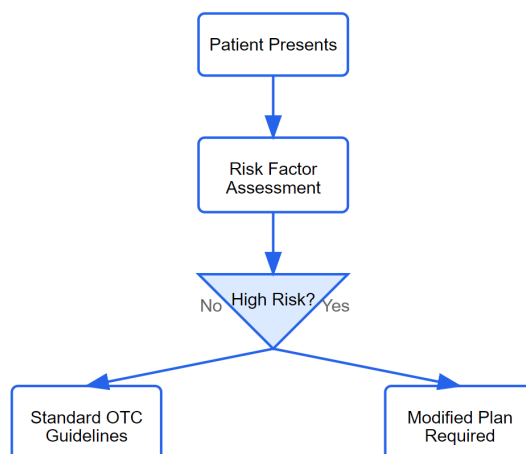 Patient Presents
Risk Factor
Assessment
High Risk?
No
Yes
Standard OTC
Guidelines
Modified Plan
Required